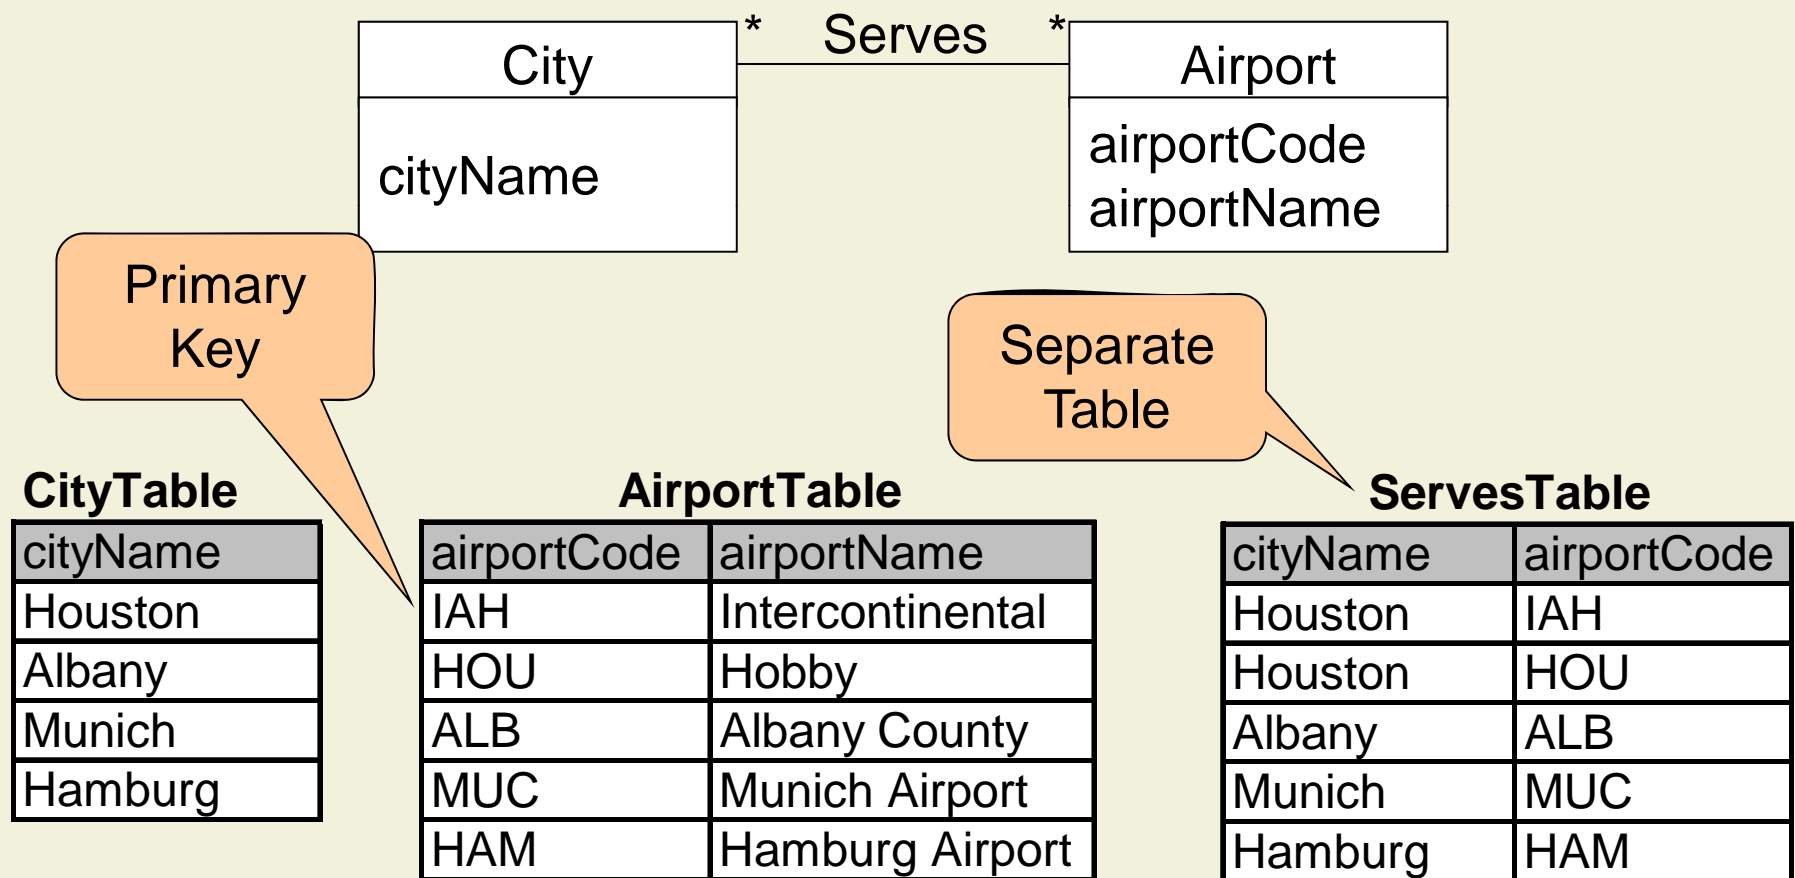 * Serves *
City
Airport
cityName
airportCode
airportName
Primary
Key
Separate
Table
CityTable
cityName
Houston
Albany
Munich
Hamburg
AirportTable
airportCode airportName
IAH Intercontinental
HOU Hobby
ALB Albany County
MUC Munich Airport
HAM Hamburg Airport
ServesTable
cityName airportCode
Houston IAH
Houston HOU
Albany ALB
Munich MUC
Hamburg HAM